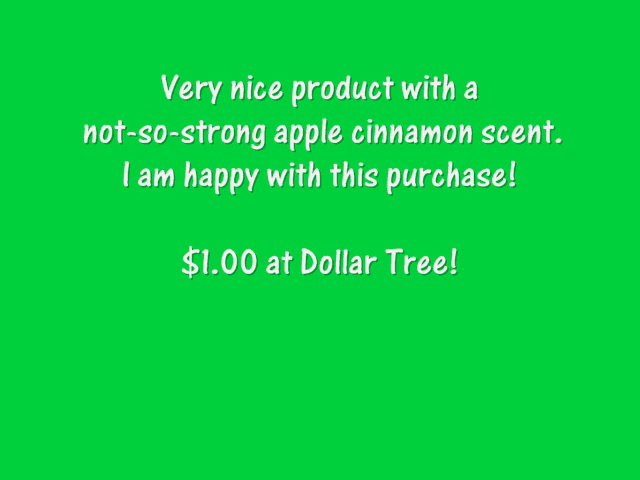 Very nice product with a
not-so-strong apple cinnamon scent.
I am happy with this purchase!
$1.00 at Dollar Tree!